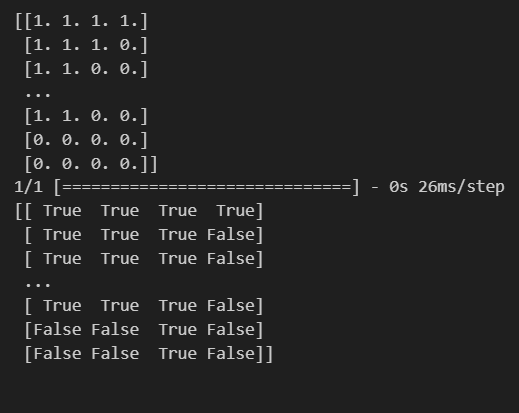 [[1. 1. 1. 1.]
 [1. 1. 1. 0.]
 [1. 1. 0. 0.]
 ...
 [1. 1. 0. 0.]
 [0. 0. 0. 0.]
 [0. 0. 0. 0.]]
1/1 [==============================] - 0s 26ms/step
[[ True  True  True  True]
 [ True  True  True False]
 [ True  True  True False]
 ...
 [ True  True  True False]
 [False False  True False]
 [False False  True False]]